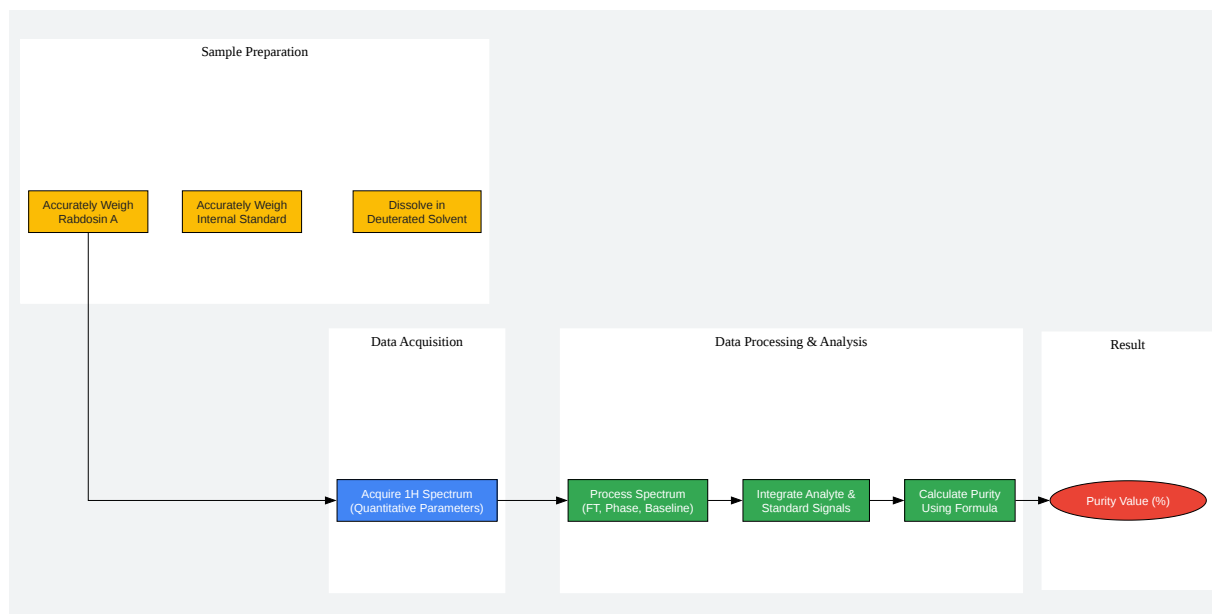 Sample Preparation
Accurately Weigh
Rabdosin A
Accurately Weigh
Internal Standard
Dissolve in
Deuterated Solvent
Data Acquisition
Acquire 1H Spectrum
(Quantitative Parameters)
Data Processing & Analysis
Process Spectrum
(FT, Phase, Baseline)
Integrate Analyte &
Standard Signals
Calculate Purity
Using Formula
Result
Purity Value (%)